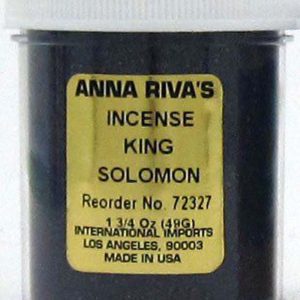 ANNA RIVA'S
INCENSE
KING
SOLOMON
Reorder No. 72327
1 3/4 Oz (49G)
INTERNATIONAL IMPORTS
LOS ANGELES, 90003
MADE IN USA